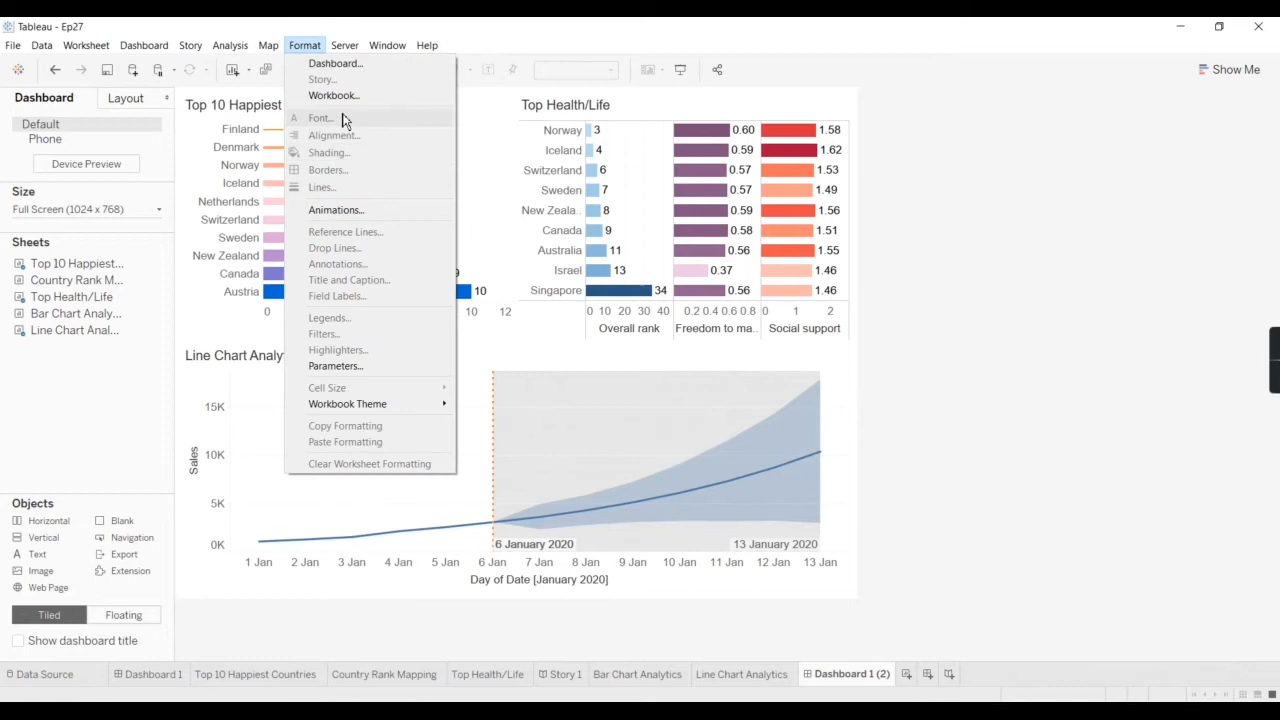 Tableau - Ep27
File Data Worksheet Dashboard Story Analysis Map Format Server Window Help
Show Me
Dashboard Layout
Default
Phone
Device Preview
Size
Full Screen (1024 x 768)
Sheets
Top 10 Happiest...
Country Rank M...
Top Health/Life
Bar Chart Analy...
Line Chart Anal...
Objects
Horizontal Blank
Vertical Navigation
Text Export
Image Extension
Web Page
Tiled Floating
Show dashboard title
Dashboard...
Story...
Workbook...
Font...
Alignment...
Shading...
Borders...
Lines...
Animations...
Reference Lines...
Drop Lines...
Annotations...
Title and Caption...
Field Labels...
Legends...
Filters...
Highlighters...
Parameters...
Cell Size
Workbook Theme
Copy Formatting
Paste Formatting
Clear Worksheet Formatting
Top 10 Happiest
Finland
Denmark
Norway
Iceland
Netherlands
Switzerland
Sweden
New Zealand
Canada 9
Austria 10
0 10 12
Top Health/Life
Norway 3 0.60 1.58
Iceland 4 0.59 1.62
Switzerland 6 0.57 1.53
Sweden 7 0.57 1.49
New Zeala.. 8 0.59 1.56
Canada 9 0.58 1.51
Australia 11 0.56 1.55
Israel 13 0.37 1.46
Singapore 34 0.56 1.46
0 10 20 30 40 0.2 0.4 0.6 0.8 0 1 2
Overall rank Freedom to ma.. Social support
Line Chart Analy
15K
10K
5K
0K
Sales
6 January 2020 13 January 2020
1 Jan 2 Jan 3 Jan 4 Jan 5 Jan 6 Jan 7 Jan 8 Jan 9 Jan 10 Jan 11 Jan 12 Jan 13 Jan
Day of Date [January 2020]
Data Source Dashboard 1 Top 10 Happiest Countries Country Rank Mapping Top Health/Life Story 1 Bar Chart Analytics Line Chart Analytics Dashboard 1 (2)